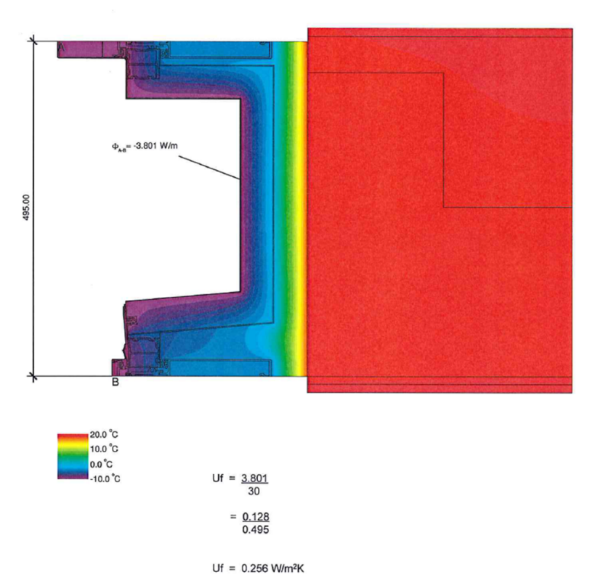 ΦA-B= -3.801 W/m
495.00
B
20.0 °C
10.0 °C
0.0 °C
-10.0 °C
Uf = 3.801
30
= 0.128
0.495
Uf = 0.256 W/m²K